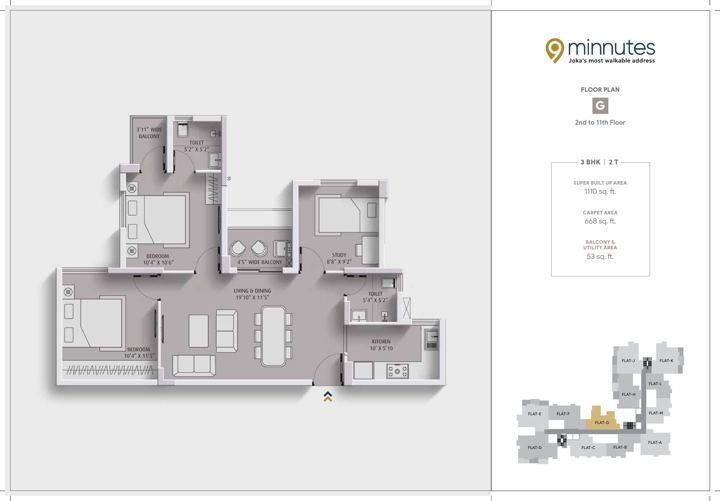 9 minnutes
Joka's most walkable address
FLOOR PLAN
G
2nd to 11th Floor
3 BHK | 2 T
SUPER BUILT UP AREA
1110 sq. ft.
CARPET AREA
668 sq. ft.
BALCONY &
UTILITY AREA
53 sq. ft.
3'11" WIDE
BALCONY
TOILET
5'2" X 5'2"
BEDROOM
10'4" X 10'6"
4'5" WIDE BALCONY
STUDY
8'8" X 9'2"
LIVING & DINING
19'10" X 11'5"
TOILET
5'4" X 5'2"
BEDROOM
10'4" X 11'5"
KITCHEN
10' X 5'10
FLAT-J
FLAT-K
FLAT-L
FLAT-H
FLAT-M
FLAT-E
FLAT-F
FLAT-G
FLAT-D
FLAT-C
FLAT-B
FLAT-A